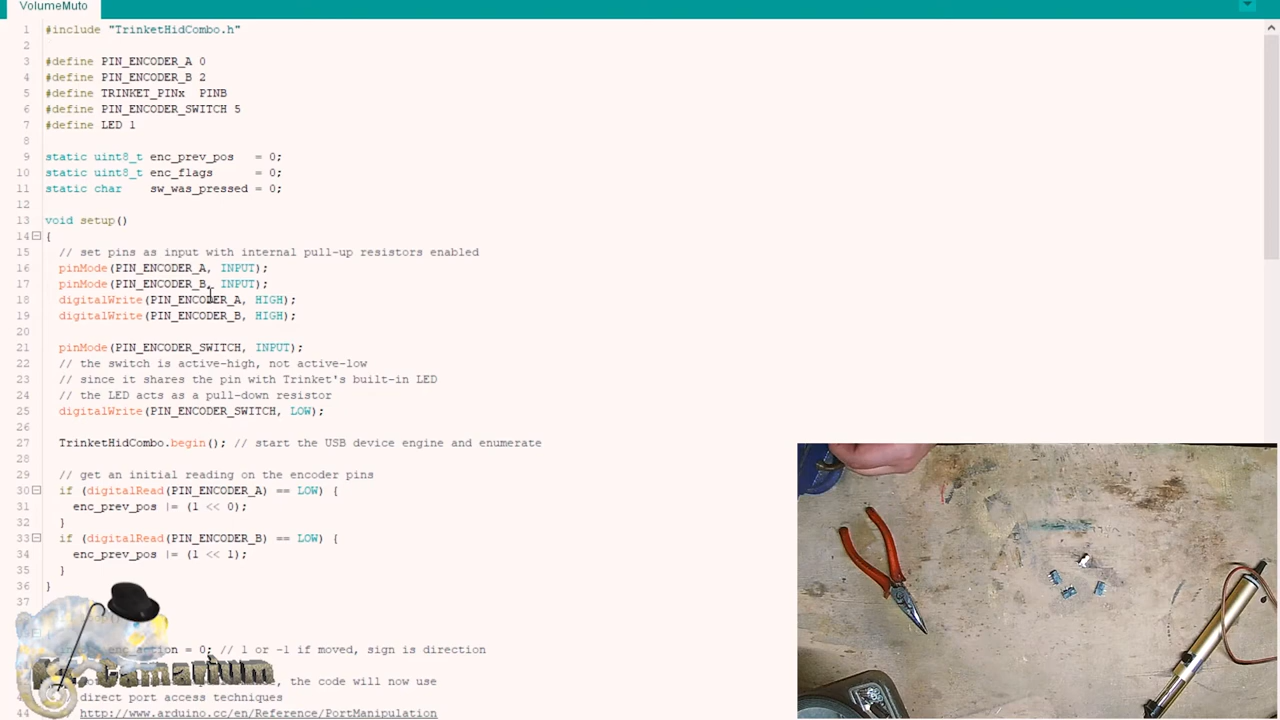 VolumeMuto
1 #include "TrinketHidCombo.h"
2
3 #define PIN_ENCODER_A 0
4 #define PIN_ENCODER_B 2
5 #define TRINKET_PINx  PINB
6 #define PIN_ENCODER_SWITCH 5
7 #define LED 1
8
9 static uint8_t enc_prev_pos   = 0;
10 static uint8_t enc_flags      = 0;
11 static char    sw_was_pressed = 0;
12
13 void setup()
14 {
15   // set pins as input with internal pull-up resistors enabled
16   pinMode(PIN_ENCODER_A, INPUT);
17   pinMode(PIN_ENCODER_B, INPUT);
18   digitalWrite(PIN_ENCODER_A, HIGH);
19   digitalWrite(PIN_ENCODER_B, HIGH);
20
21   pinMode(PIN_ENCODER_SWITCH, INPUT);
22   // the switch is active-high, not active-low
23   // since it shares the pin with Trinket's built-in LED
24   // the LED acts as a pull-down resistor
25   digitalWrite(PIN_ENCODER_SWITCH, LOW);
26
27   TrinketHidCombo.begin(); // start the USB device engine and enumerate
28
29   // get an initial reading on the encoder pins
30   if (digitalRead(PIN_ENCODER_A) == LOW) {
31     enc_prev_pos |= (1 << 0);
32   }
33   if (digitalRead(PIN_ENCODER_B) == LOW) {
34     enc_prev_pos |= (1 << 1);
35   }
36 }
37
= 0; // 1 or -1 if moved, sign is direction
the code will now use
direct port access techniques
44 http://www.arduino.cc/en/Reference/PortManipulation